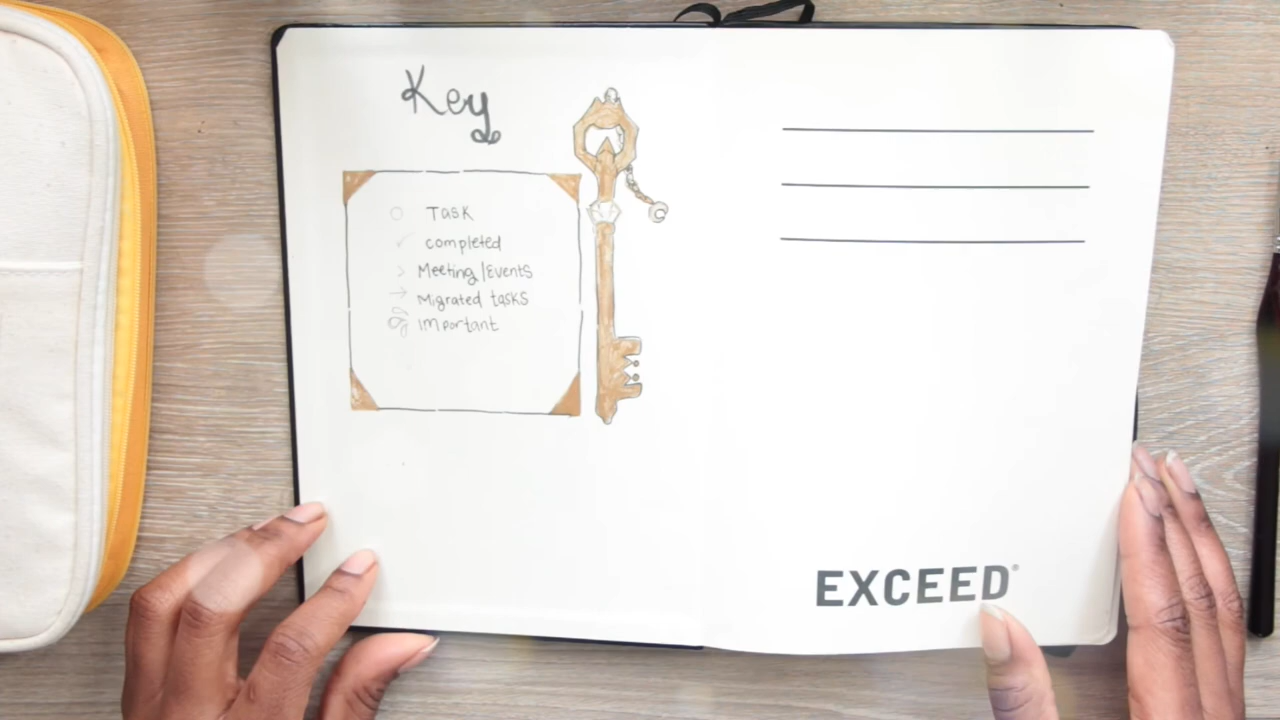 Key
Task
completed
Meeting/Events
Migrated tasks
Important
EXCEED®